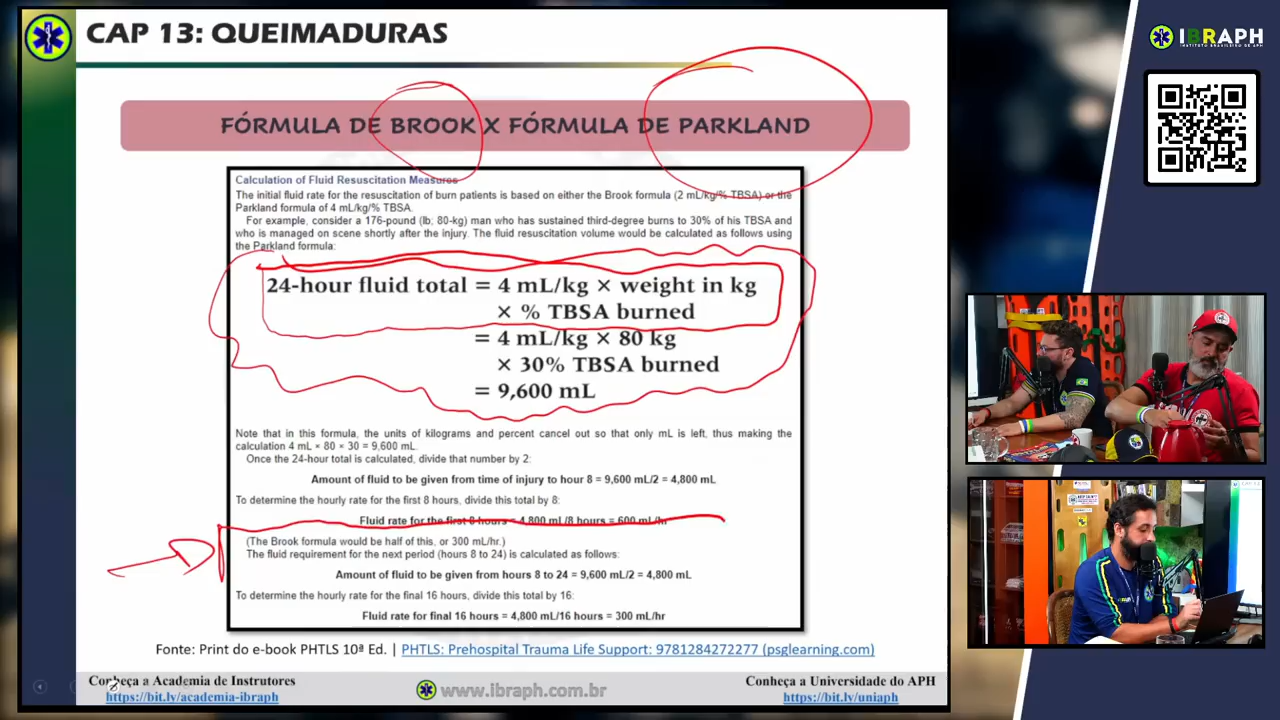 CAP 13: QUEIMADURAS
FÓRMULA DE BROOK X FÓRMULA DE PARKLAND
Calculation of Fluid Resuscitation Measures
The initial fluid rate for the resuscitation of burn patients is based on either the Brook formula (2 mL/kg/% TBSA) or the
Parkland formula of 4 mL/kg/% TBSA.
For example, consider a 176-pound (lb; 80-kg) man who has sustained third-degree burns to 30% of his TBSA and
who is managed on scene shortly after the injury. The fluid resuscitation volume would be calculated as follows using
the Parkland formula:
24-hour fluid total = 4 mL/kg × weight in kg
× % TBSA burned
= 4 mL/kg × 80 kg
× 30% TBSA burned
= 9,600 mL
Note that in this formula, the units of kilograms and percent cancel out so that only mL is left, thus making the
calculation 4 mL × 80 × 30 = 9,600 mL.
Once the 24-hour total is calculated, divide that number by 2:
Amount of fluid to be given from time of injury to hour 8 = 9,600 mL/2 = 4,800 mL
To determine the hourly rate for the first 8 hours, divide this total by 8:
Fluid rate for the first 8 hours = 4,800 mL/8 hours = 600 mL/hr
(The Brook formula would be half of this, or 300 mL/hr.)
The fluid requirement for the next period (hours 8 to 24) is calculated as follows:
Amount of fluid to be given from hours 8 to 24 = 9,600 mL/2 = 4,800 mL
To determine the hourly rate for the final 16 hours, divide this total by 16:
Fluid rate for final 16 hours = 4,800 mL/16 hours = 300 mL/hr
Fonte: Print do e-book PHTLS 10ª Ed. | PHTLS: Prehospital Trauma Life Support: 9781284272277 (psglearning.com)
Conheça a Academia de Instrutores
https://bit.ly/academia-ibraph
www.ibraph.com.br
Conheça a Universidade do APH
https://bit.ly/uniaph
IBRAPH
INSTITUTO BRASILEIRO DE APH